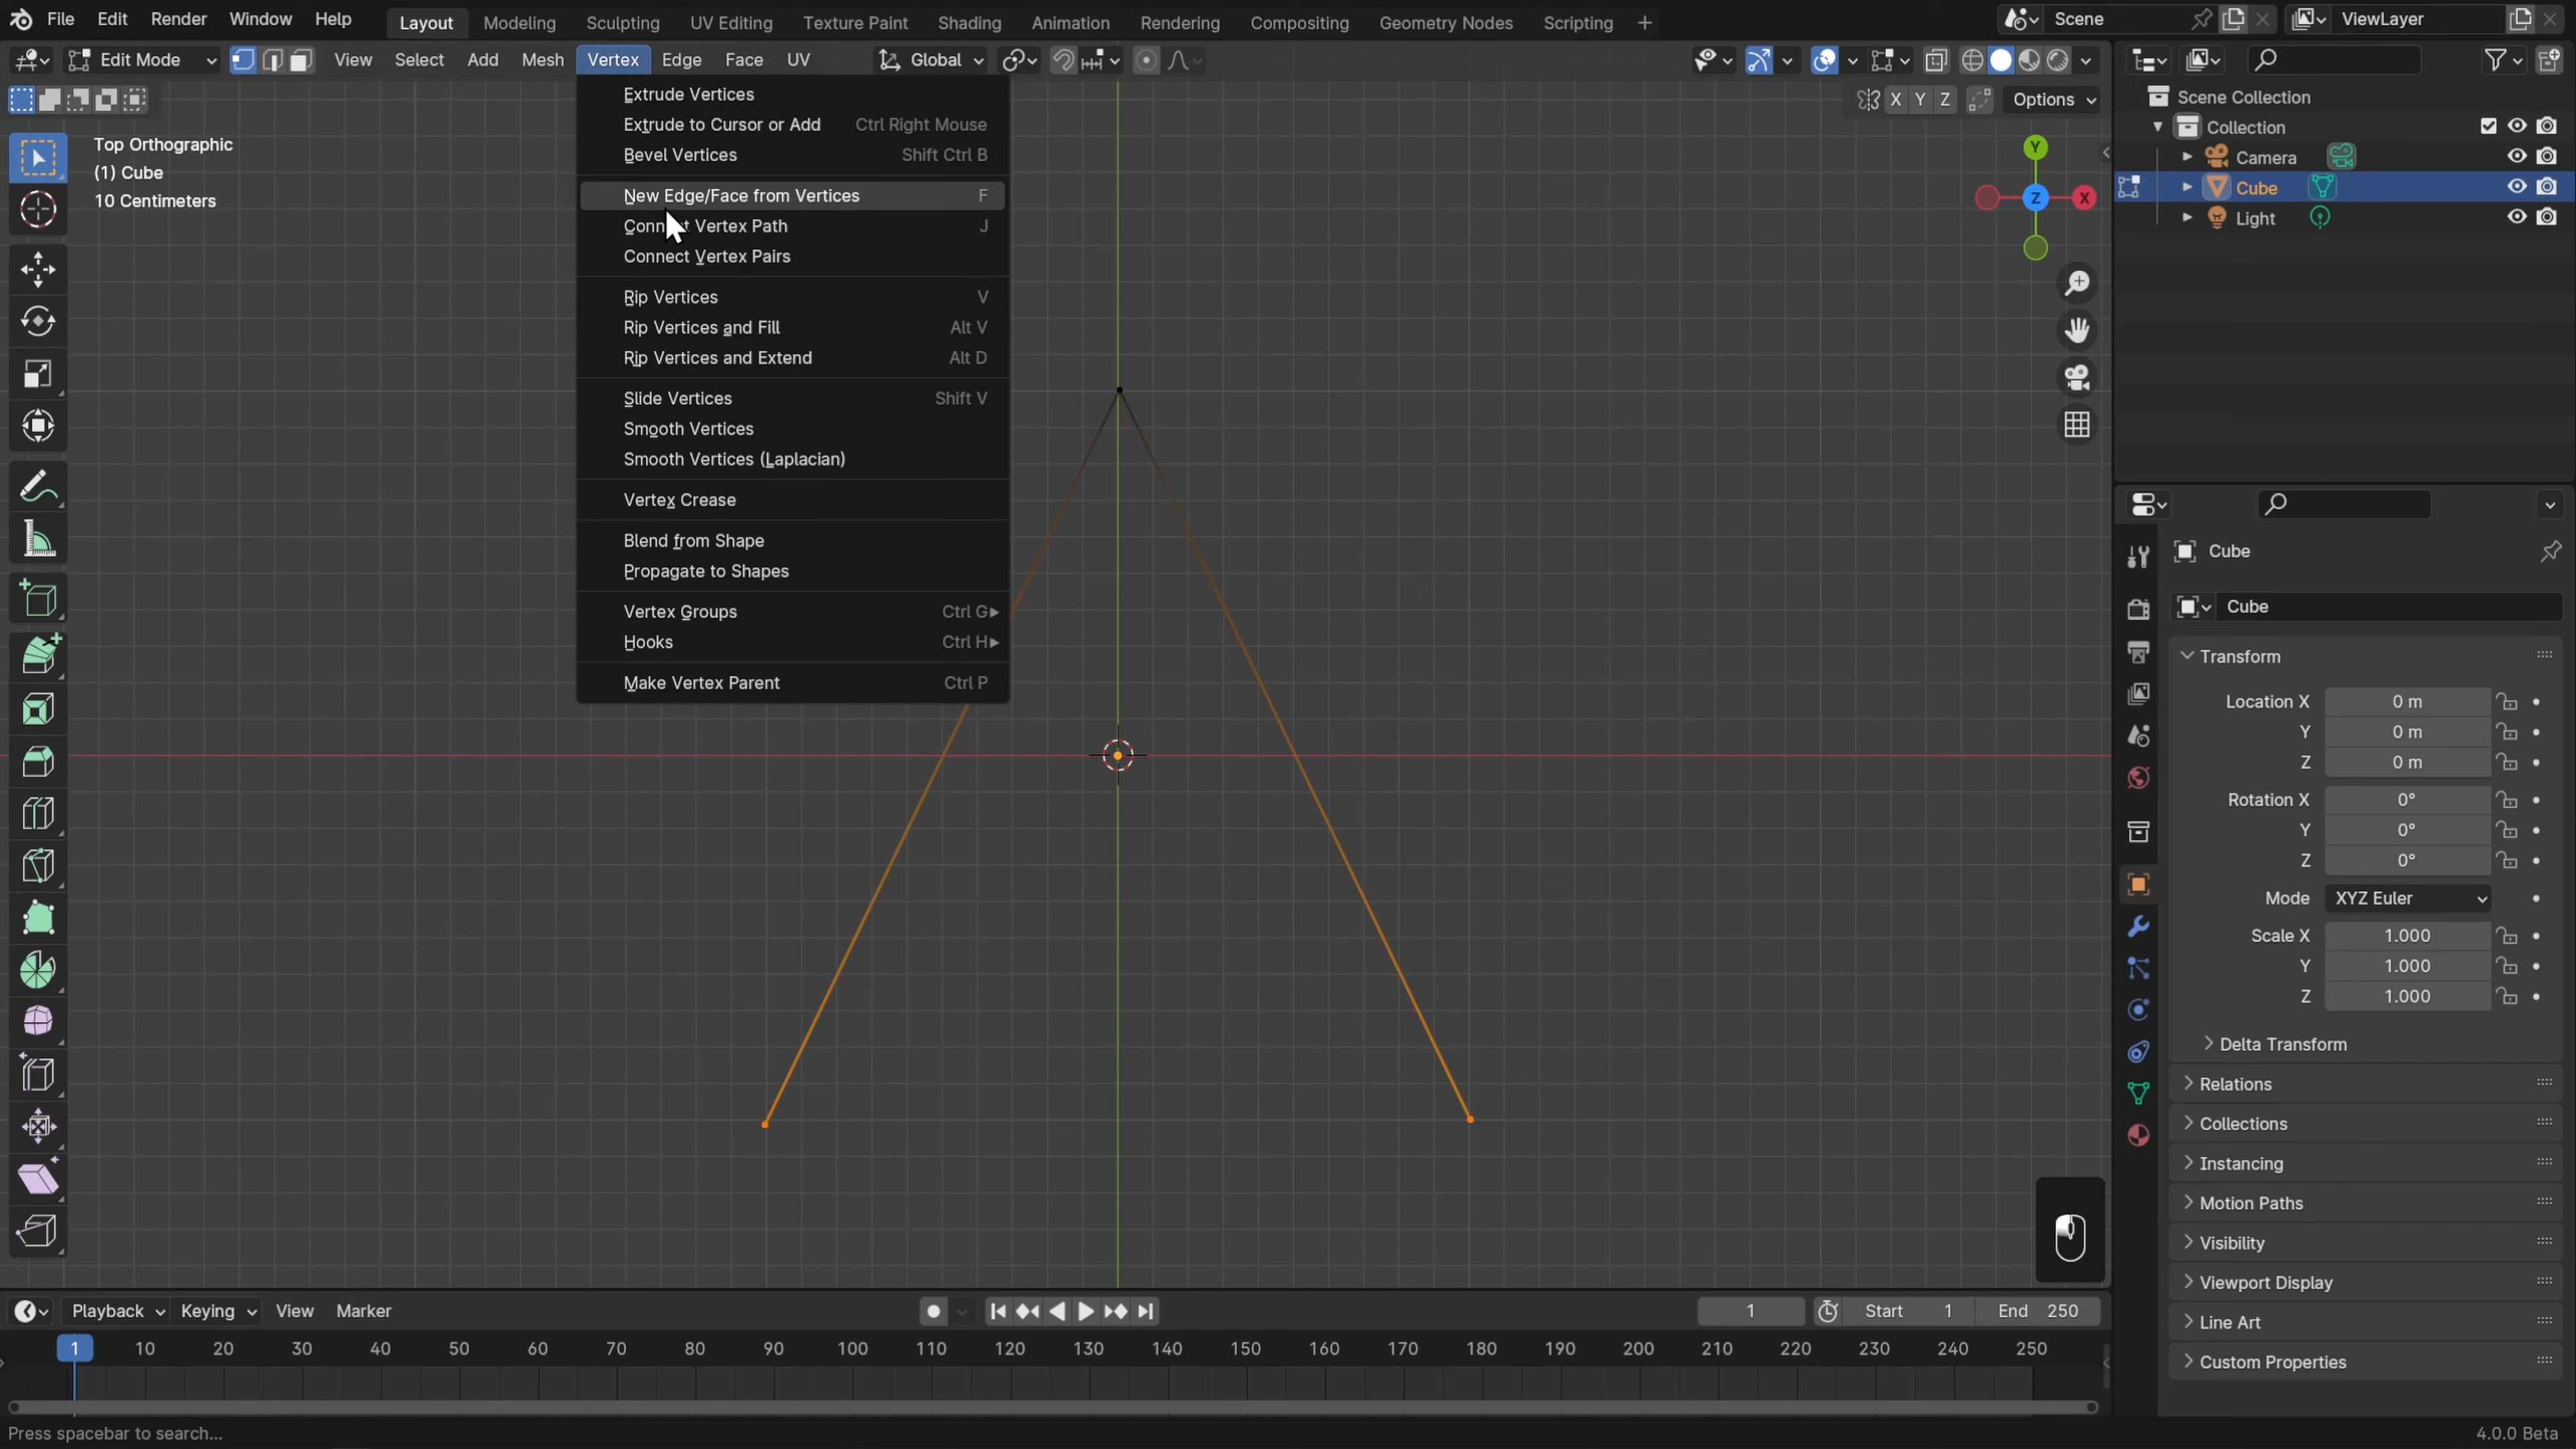 File Edit Render Window Help Layout Modeling Sculpting UV Editing Texture Paint Shading Animation Rendering Compositing Geometry Nodes Scripting + Scene ViewLayer
Edit Mode View Select Add Mesh Vertex Edge Face UV Global
X Y Z Options
Top Orthographic
(1) Cube
10 Centimeters
Extrude Vertices
Extrude to Cursor or Add Ctrl Right Mouse
Bevel Vertices Shift Ctrl B
New Edge/Face from Vertices F
Connect Vertex Path J
Connect Vertex Pairs
Rip Vertices V
Rip Vertices and Fill Alt V
Rip Vertices and Extend Alt D
Slide Vertices Shift V
Smooth Vertices
Smooth Vertices (Laplacian)
Vertex Crease
Blend from Shape
Propagate to Shapes
Vertex Groups Ctrl G
Hooks Ctrl H
Make Vertex Parent Ctrl P
Y
Z X
Scene Collection
Collection
Camera
Cube
Light
Cube
Cube
Transform
Location X 0 m
Y 0 m
Z 0 m
Rotation X 0°
Y 0°
Z 0°
Mode XYZ Euler
Scale X 1.000
Y 1.000
Z 1.000
Delta Transform
Relations
Collections
Instancing
Motion Paths
Visibility
Viewport Display
Line Art
Custom Properties
Playback Keying View Marker 1 Start 1 End 250
1 10 20 30 40 50 60 70 80 90 100 110 120 130 140 150 160 170 180 190 200 210 220 230 240 250
Press spacebar to search... 4.0.0 Beta